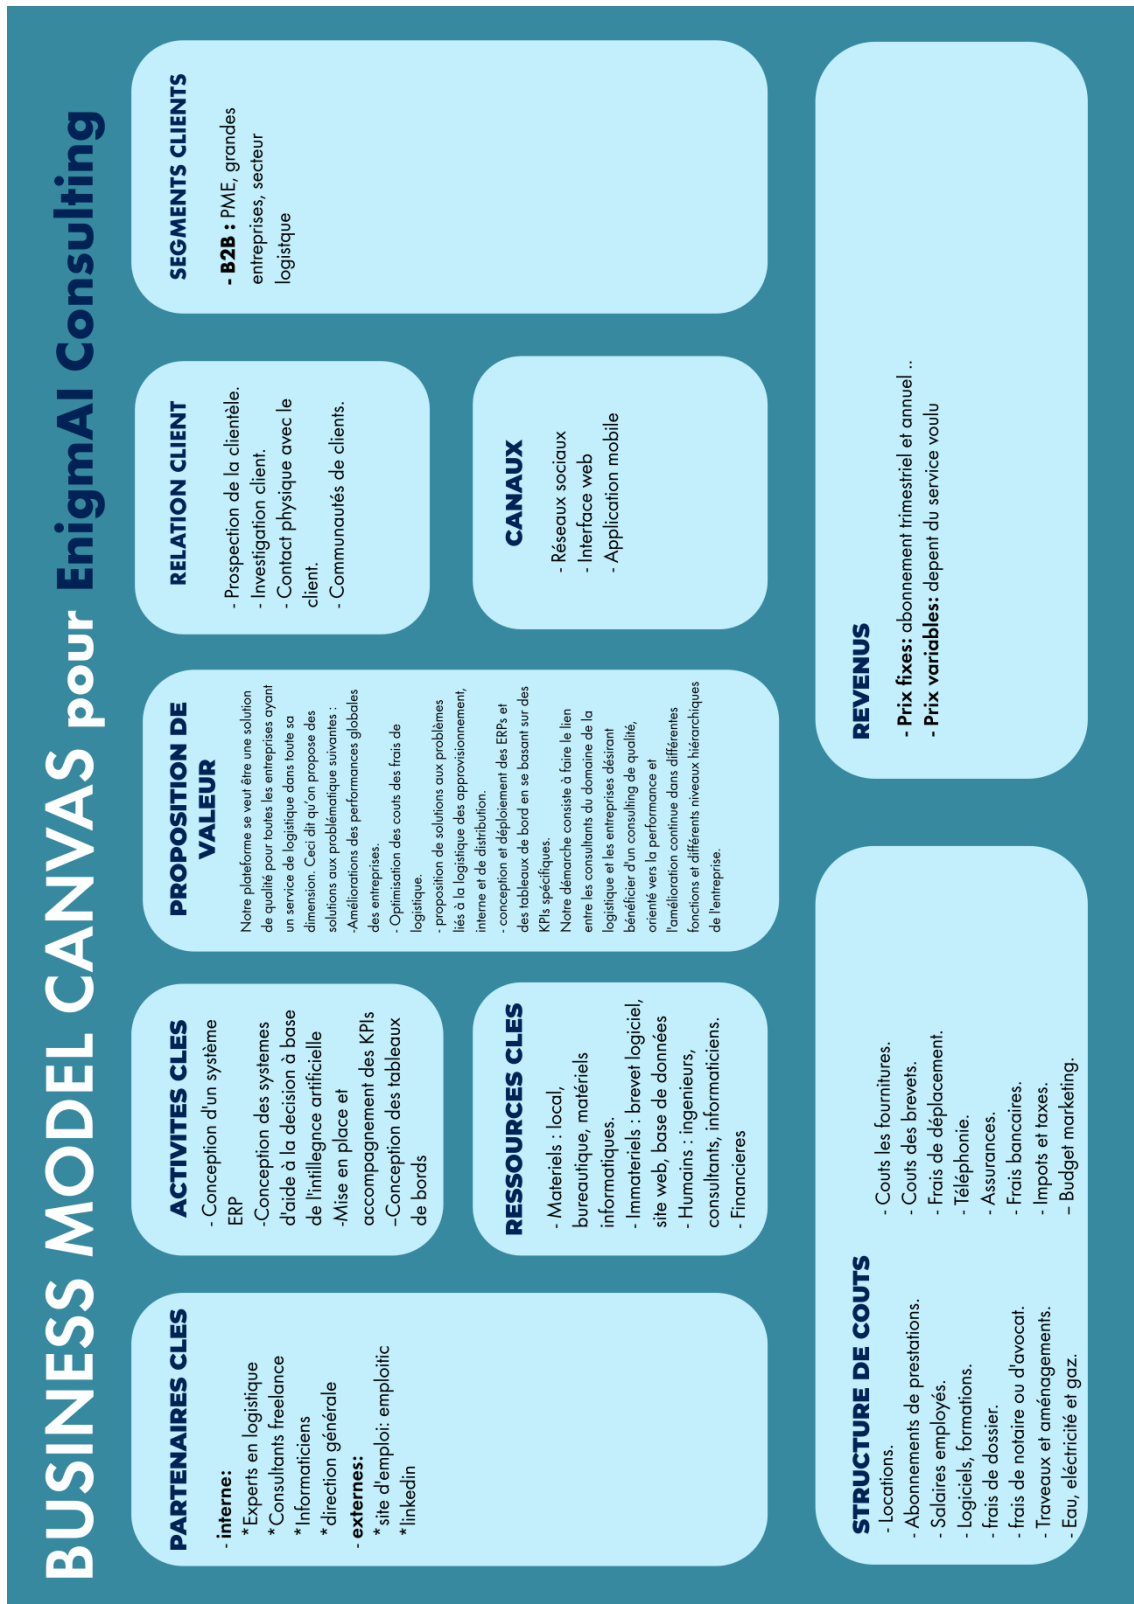 BUSINESS MODEL CANVAS pour EnigmAI Consulting
PARTENAIRES CLES
- interne:
*Experts en logistique
*Consultants freelance
*Informaticiens
*direction générale
- externes:
* site d'emploi: emploitic
*linkedin
ACTIVITES CLES
- Conception d'un système
ERP
-Conception des systemes
d'aide à la decision à base
de l'intillegnce artificielle
-Mise en place et
accompagnement des KPIs
–Conception des tableaux
de bords
RESSOURCES CLES
- Materiels : local,
bureautique, matériels
informatiques.
- Immateriels : brevet logiciel,
site web, base de données
- Humains : ingenieurs,
consultants, informaticiens.
- Financieres
PROPOSITION DE
VALEUR
Notre plateforme se veut être une solution
de qualité pour toutes les entreprises ayant
un service de logistique dans toute sa
dimension. Ceci dit qu'on propose des
solutions aux problématique suivantes :
-Améliorations des performances globales
des entreprises.
- Optimisation des couts des frais de
logistique.
- proposition de solutions aux problèmes
liés à la logistique des approvisionnement,
interne et de distribution.
- conception et déploiement des ERPs et
des tableaux de bord en se basant sur des
KPIs spécifiques.
Notre démarche consiste à faire le lien
entre les consultants du domaine de la
logistique et les entreprises désirant
bénéficier d'un consulting de qualité,
orienté vers la performance et
l'amélioration continue dans différentes
fonctions et différents niveaux hiérarchiques
de l'entreprise.
RELATION CLIENT
- Prospection de la clientèle.
- Investigation client.
- Contact physique avec le
client.
- Communautés de clients.
CANAUX
- Réseaux sociaux
- Interface web
- Application mobile
SEGMENTS CLIENTS
- B2B : PME, grandes
entreprises, secteur
logistque
STRUCTURE DE COUTS
- Locations.
- Abonnements de prestations.
- Salaires employés.
- Logiciels, formations.
- frais de dossier.
- frais de notaire ou d'avocat.
- Traveaux et aménagements.
- Eau, eléctricité et gaz.
- Couts les fournitures.
- Couts des brevets.
- Frais de déplacement.
- Téléphonie.
- Assurances.
- Frais bancaires.
- Impots et taxes.
– Budget marketing.
REVENUS
- Prix fixes: abonnement trimestriel et annuel ..
- Prix variables: depent du service voulu